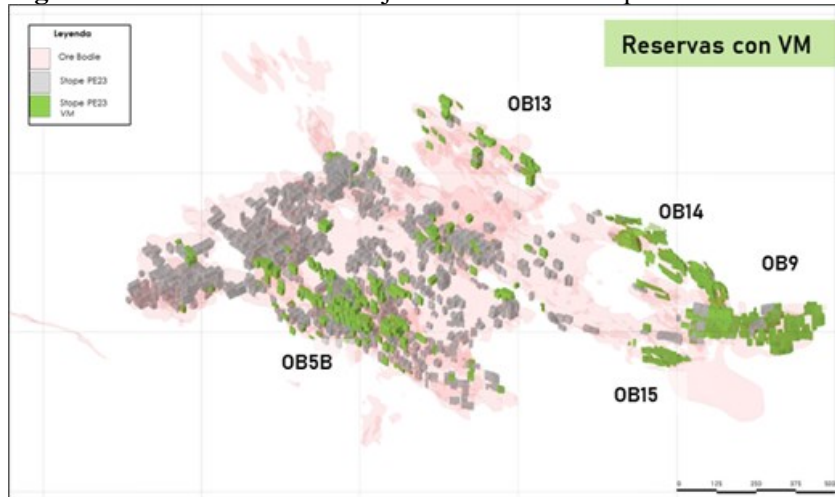 Leyenda
Ore Bodie
Stope PE23
Stope PE23
VM
Reservas con VM
OB13
OB14
OB9
OB5B
OB15
0 125 250 375 500